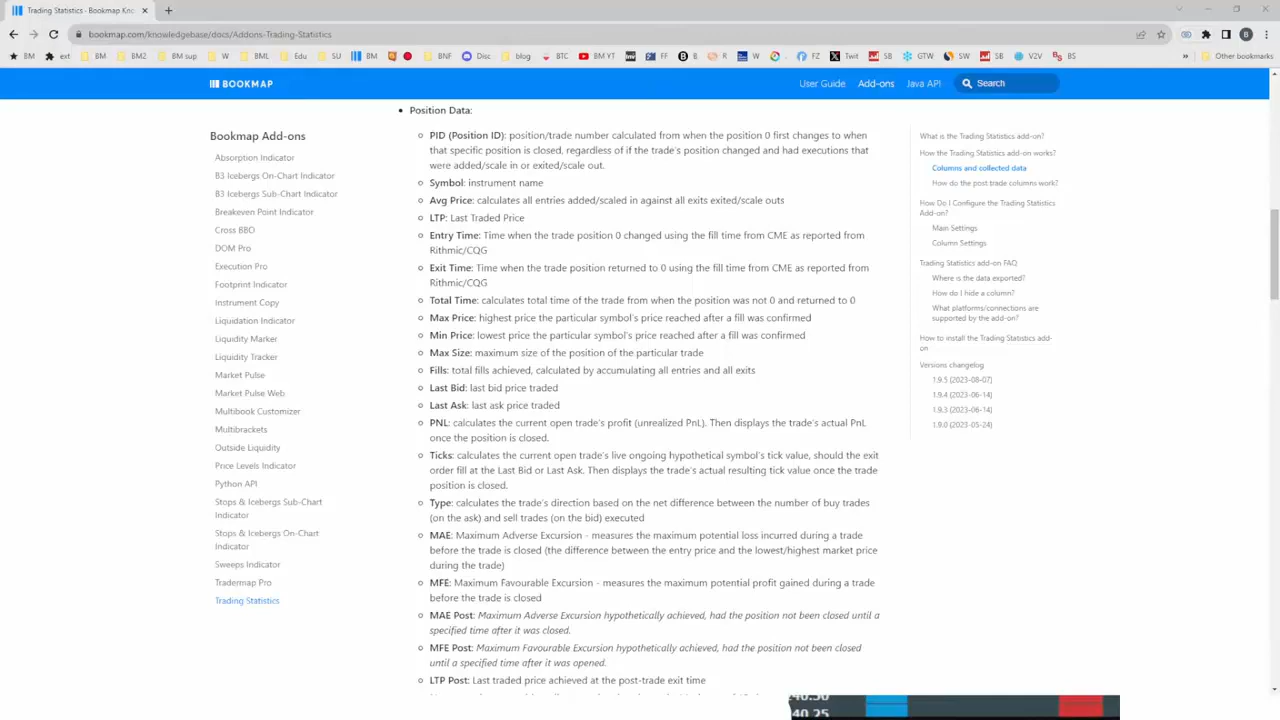 Trading Statistics - Bookmap Kno
bookmap.com/knowledgebase/docs/Addons-Trading-Statistics
BM ext BM BM2 BM sup W BML Edu SU BM BNF Disc blog BTC BM YT FF B R W FZ Twit SB GTW SW SB V2V BS Other bookmarks
BOOKMAP User Guide Add-ons Java API Search
Bookmap Add-ons
Absorption Indicator
B3 Icebergs On-Chart Indicator
B3 Icebergs Sub-Chart Indicator
Breakeven Point Indicator
Cross BBO
DOM Pro
Execution Pro
Footprint Indicator
Instrument Copy
Liquidation Indicator
Liquidity Marker
Liquidity Tracker
Market Pulse
Market Pulse Web
Multibook Customizer
Multibrackets
Outside Liquidity
Price Levels Indicator
Python API
Stops & Icebergs Sub-Chart
Indicator
Stops & Icebergs On-Chart
Indicator
Sweeps Indicator
Tradermap Pro
Trading Statistics
Position Data:
PID (Position ID): position/trade number calculated from when the position 0 first changes to when
that specific position is closed, regardless of if the trade's position changed and had executions that
were added/scale in or exited/scale out.
Symbol: instrument name
Avg Price: calculates all entries added/scaled in against all exits exited/scale outs
LTP: Last Traded Price
Entry Time: Time when the trade position 0 changed using the fill time from CME as reported from
Rithmic/CQG
Exit Time: Time when the trade position returned to 0 using the fill time from CME as reported from
Rithmic/CQG
Total Time: calculates total time of the trade from when the position was not 0 and returned to 0
Max Price: highest price the particular symbol's price reached after a fill was confirmed
Min Price: lowest price the particular symbol's price reached after a fill was confirmed
Max Size: maximum size of the position of the particular trade
Fills: total fills achieved, calculated by accumulating all entries and all exits
Last Bid: last bid price traded
Last Ask: last ask price traded
PNL: calculates the current open trade's profit (unrealized PnL). Then displays the trade's actual PnL
once the position is closed.
Ticks: calculates the current open trade's live ongoing hypothetical symbol's tick value, should the exit
order fill at the Last Bid or Last Ask. Then displays the trade's actual resulting tick value once the trade
position is closed.
Type: calculates the trade's direction based on the net difference between the number of buy trades
(on the ask) and sell trades (on the bid) executed
MAE: Maximum Adverse Excursion - measures the maximum potential loss incurred during a trade
before the trade is closed (the difference between the entry price and the lowest/highest market price
during the trade)
MFE: Maximum Favourable Excursion - measures the maximum potential profit gained during a trade
before the trade is closed
MAE Post: Maximum Adverse Excursion hypothetically achieved, had the position not been closed until a
specified time after it was closed.
MFE Post: Maximum Favourable Excursion hypothetically achieved, had the position not been closed
until a specified time after it was opened.
LTP Post: Last traded price achieved at the post-trade exit time
What is the Trading Statistics add-on?
How the Trading Statistics add-on works?
Columns and collected data
How do the post trade columns work?
How Do I Configure the Trading Statistics
Add-on?
Main Settings
Column Settings
Trading Statistics add-on FAQ
Where is the data exported?
How do I hide a column?
What platforms/connections are
supported by the add-on?
How to install the Trading Statistics add-
on
Versions changelog
1.9.5 (2023-08-07)
1.9.4 (2023-06-14)
1.9.3 (2023-06-14)
1.9.0 (2023-05-24)
40.25